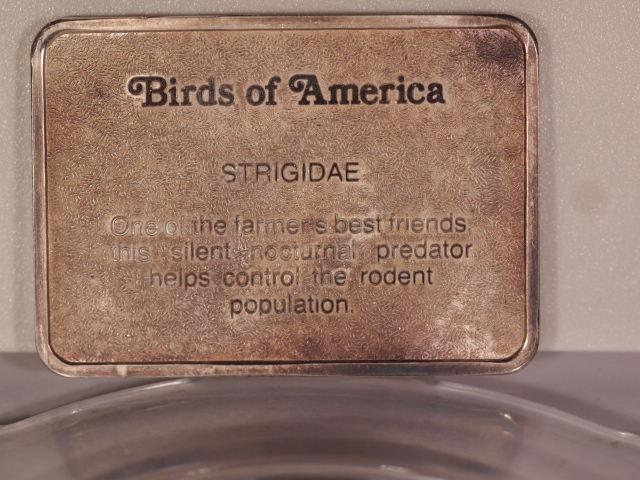 Birds of America
STRIGIDAE
One of the farmer's best friends
this silent nocturnal predator
helps control the rodent
population.